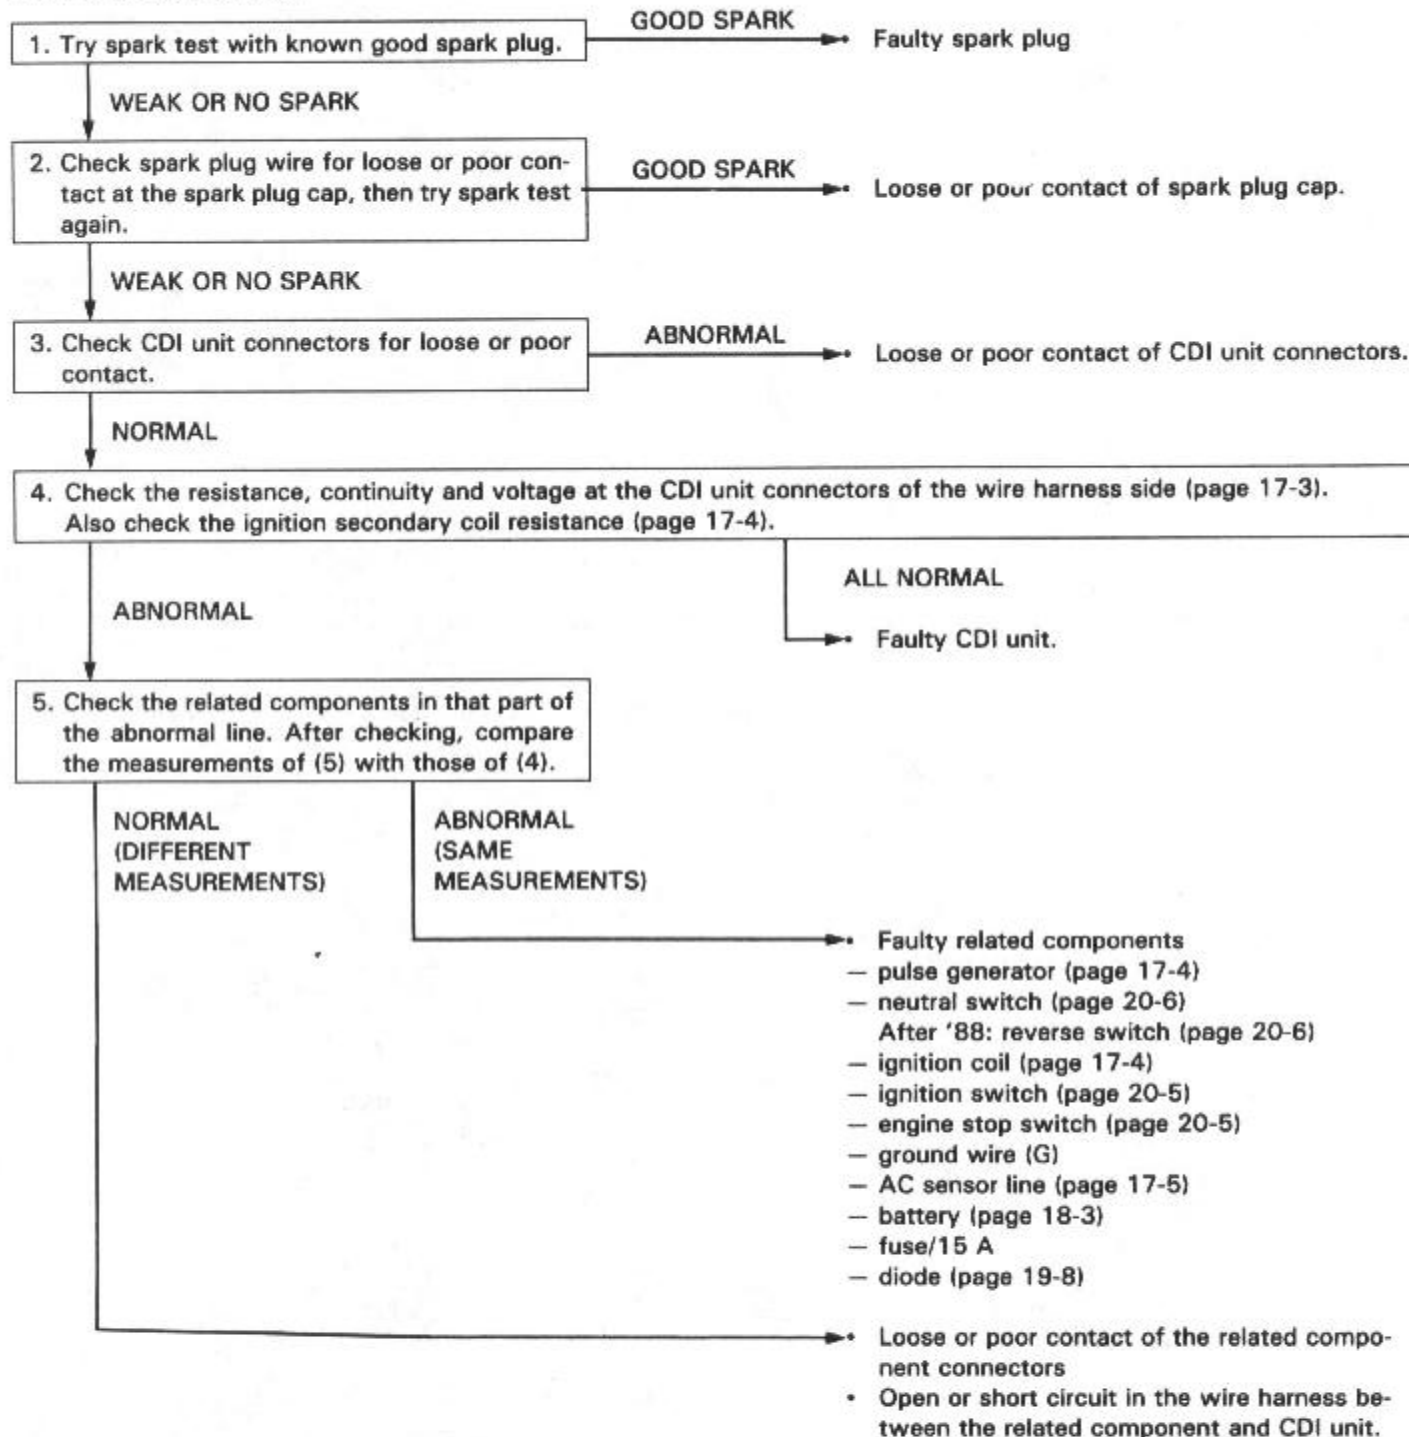 1. Try spark test with known good spark plug.
GOOD SPARK
• Faulty spark plug
WEAK OR NO SPARK
2. Check spark plug wire for loose or poor con-
tact at the spark plug cap, then try spark test
again.
GOOD SPARK
• Loose or poor contact of spark plug cap.
WEAK OR NO SPARK
3. Check CDI unit connectors for loose or poor
contact.
ABNORMAL
• Loose or poor contact of CDI unit connectors.
NORMAL
4. Check the resistance, continuity and voltage at the CDI unit connectors of the wire harness side (page 17-3).
Also check the ignition secondary coil resistance (page 17-4).
ALL NORMAL
ABNORMAL
• Faulty CDI unit.
5. Check the related components in that part of
the abnormal line. After checking, compare
the measurements of (5) with those of (4).
NORMAL
(DIFFERENT
MEASUREMENTS)
ABNORMAL
(SAME
MEASUREMENTS)
• Faulty related components
— pulse generator (page 17-4)
— neutral switch (page 20-6)
After '88: reverse switch (page 20-6)
— ignition coil (page 17-4)
— ignition switch (page 20-5)
— engine stop switch (page 20-5)
— ground wire (G)
— AC sensor line (page 17-5)
— battery (page 18-3)
— fuse/15 A
— diode (page 19-8)
• Loose or poor contact of the related compo-
nent connectors
• Open or short circuit in the wire harness be-
tween the related component and CDI unit.